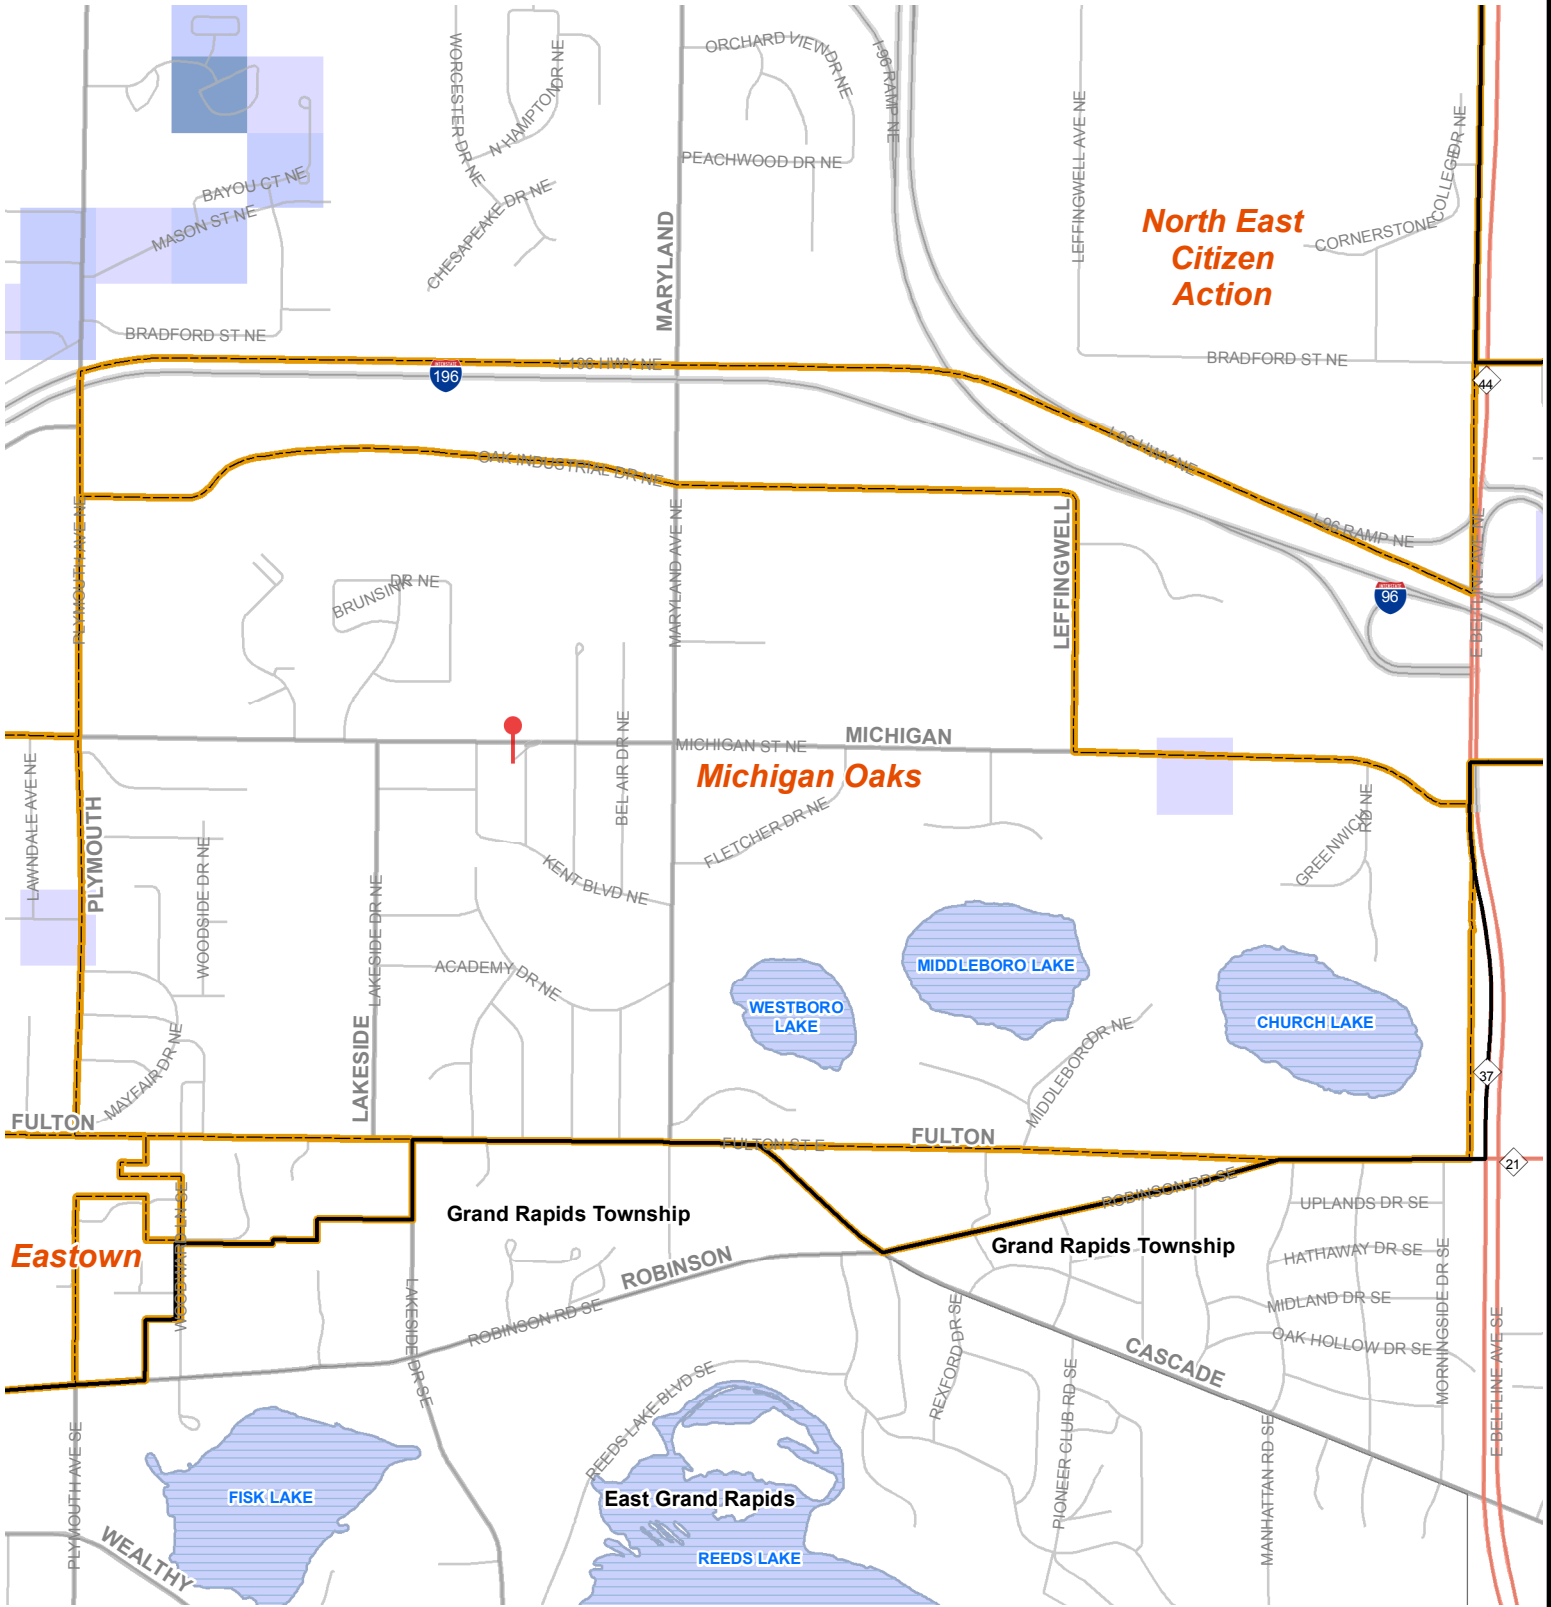 WORCESTER DR NE
N HAMPTON DR NE
ORCHARD VIEW DR NE
I-96 RAMP NE
LEFFINGWELL AVE NE
COLLEGE DR NE
PEACHWOOD DR NE
BAYOU CT NE
MASON ST NE
CHESAPEAKE DR NE
MARYLAND
North East
Citizen
Action
CORNERSTONE
BRADFORD ST NE
I-196 HWY NE
196
BRADFORD ST NE
44
OAK INDUSTRIAL DR NE
I-96 HWY NE
I-96 RAMP NE
PLYMOUTH AVE NE
MARYLAND AVE NE
LEFFINGWELL
E BELTLINE AVE NE
BRUNSINK DR NE
96
MICHIGAN ST NE
MICHIGAN
Michigan Oaks
LAWNDALE AVE NE
PLYMOUTH
WOODSIDE DR NE
BEL AIR DR NE
FLETCHER DR NE
GREENWICH RD NE
KENT BLVD NE
LAKESIDE DR NE
ACADEMY DR NE
MIDDLEBORO LAKE
WESTBORO
LAKE
CHURCH LAKE
MAYFAIR DR NE
LAKESIDE
MIDDLEBORO DR NE
37
FULTON
FULTON ST E
FULTON
21
WOODWARD LN SE
ROBINSON RD SE
UPLANDS DR SE
Grand Rapids Township
Grand Rapids Township
Eastown
HATHAWAY DR SE
ROBINSON
ROBINSON RD SE
LAKESIDE DR SE
MIDLAND DR SE
OAK HOLLOW DR SE
MORNINGSIDE DR SE
E BELTLINE AVE SE
REXFORD DR SE
CASCADE
REEDS LAKE BLVD SE
PIONEER CLUB RD SE
MANHATTAN RD SE
PLYMOUTH AVE SE
FISK LAKE
East Grand Rapids
WEALTHY
REEDS LAKE